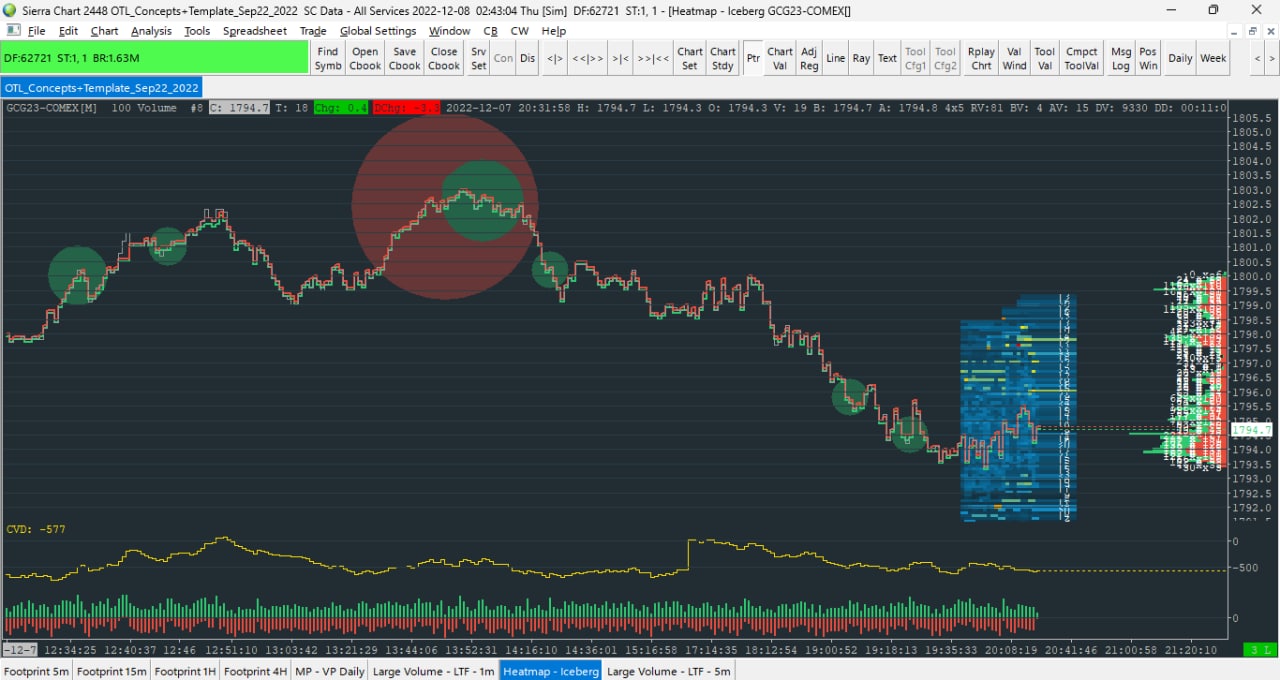 Sierra Chart 2448 OTL_Concepts+Template_Sep22_2022  SC Data - All Services 2022-12-08  02:43:04 Thu [Sim]  DF:62721  ST:1, 1 - [Heatmap - Iceberg GCG23-COMEX[]
File Edit Chart Analysis Tools Spreadsheet Trade Global Settings Window CB CW Help
DF:62721  ST:1, 1  BR:1.63M
Find Symb
Open Cbook
Save Cbook
Close Cbook
Srv Set
Con
Dis
<|>
<<|>>
>|<
>>|<<
Chart Set
Chart Stdy
Ptr
Chart Val
Adj Reg
Line
Ray
Text
Tool Cfg1
Tool Cfg2
Rplay Chrt
Val Wind
Tool Val
Cmpct ToolVal
Msg Log
Pos Win
Daily
Week
<
>
OTL_Concepts+Template_Sep22_2022
GCG23-COMEX[M]  100 Volume  #8 C: 1794.7 T: 18 Chg: 0.4 DChg: -3.3 2022-12-07 20:31:58 H: 1794.7 L: 1794.3 O: 1794.3 V: 19 B: 1794.7 A: 1794.8 4x5 RV:81 BV: 4 AV: 15 DV: 9330 DD: 00:11:0
1805.5
1805.0
1804.5
1804.0
1803.5
1803.0
1802.5
1802.0
1801.5
1801.0
1800.5
1800.0
1799.5
1799.0
1798.5
1798.0
1797.5
1797.0
1796.5
1796.0
1795.5
1795.0
1794.7
1794.0
1793.5
1793.0
1792.5
1792.0
CVD: -577
0
-500
0
-12-7 12:34:25 12:40:37 12:46 12:51:10 13:03:42 13:21:29 13:44:06 13:52:31 14:16:10 14:36:01 15:16:58 17:14:35 18:12:54 18:33:26 19:00:52 19:18:13 19:35:33 20:08:19 20:41:46 21:00:58 21:20:10
3 L
Footprint 5m Footprint 15m Footprint 1H Footprint 4H MP - VP Daily Large Volume - LTF - 1m Heatmap - Iceberg Large Volume - LTF - 5m